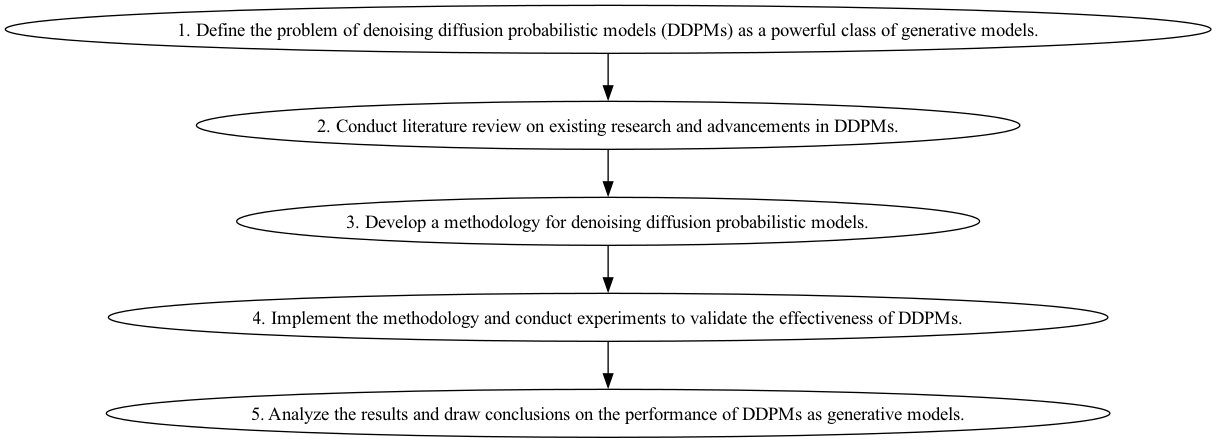 1. Define the problem of denoising diffusion probabilistic models (DDPMs) as a powerful class of generative models.
2. Conduct literature review on existing research and advancements in DDPMs.
3. Develop a methodology for denoising diffusion probabilistic models.
4. Implement the methodology and conduct experiments to validate the effectiveness of DDPMs.
5. Analyze the results and draw conclusions on the performance of DDPMs as generative models.